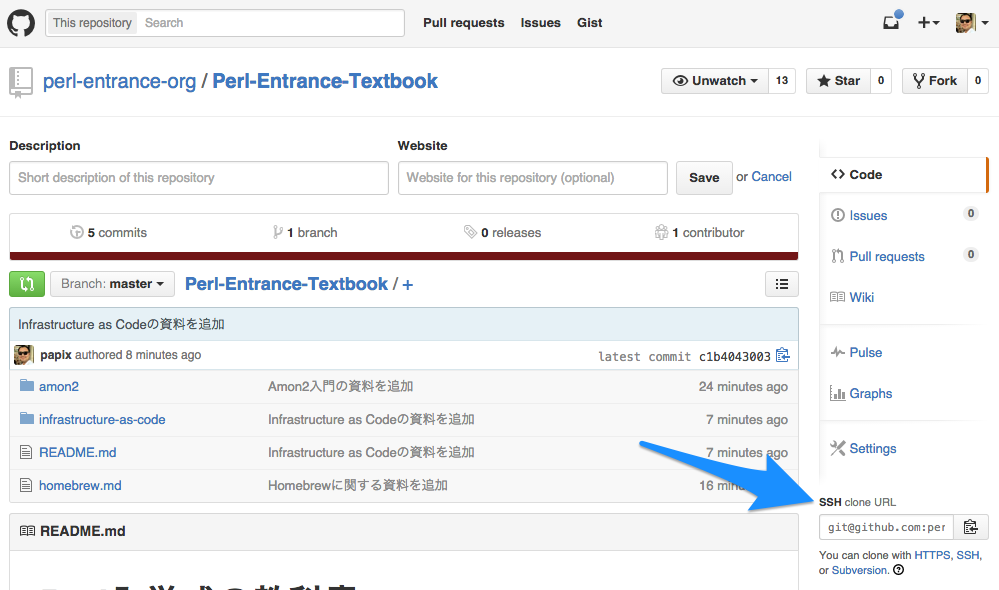 This repository Search Pull requests Issues Gist
perl-entrance-org / Perl-Entrance-Textbook Unwatch 13 Star 0 Fork 0
Description Website
Short description of this repository Website for this repository (optional) Save or Cancel
5 commits 1 branch 0 releases 1 contributor
Branch: master Perl-Entrance-Textbook / +
Infrastructure as Codeの資料を追加
papix authored 8 minutes ago latest commit c1b4043003
amon2 Amon2入門の資料を追加 24 minutes ago
infrastructure-as-code Infrastructure as Codeの資料を追加 7 minutes ago
README.md Infrastructure as Codeの資料を追加 7 minutes ago
homebrew.md Homebrewに関する資料を追加 16
README.md
Code
Issues 0
Pull requests 0
Wiki
Pulse
Graphs
Settings
SSH clone URL
git@github.com:per
You can clone with HTTPS, SSH,
or Subversion.